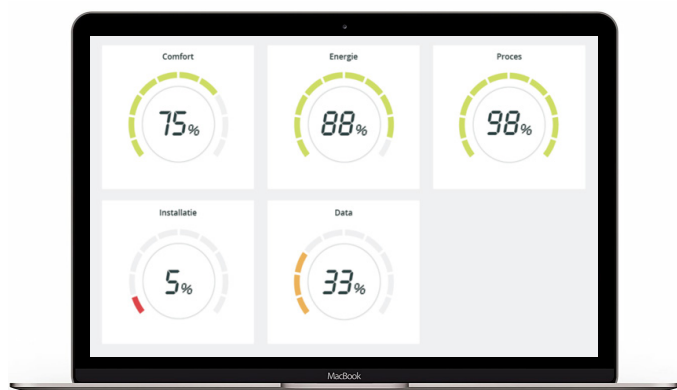 Comfort
75%
Energie
88%
Proces
98%
Installatie
5%
Data
33%
MacBook